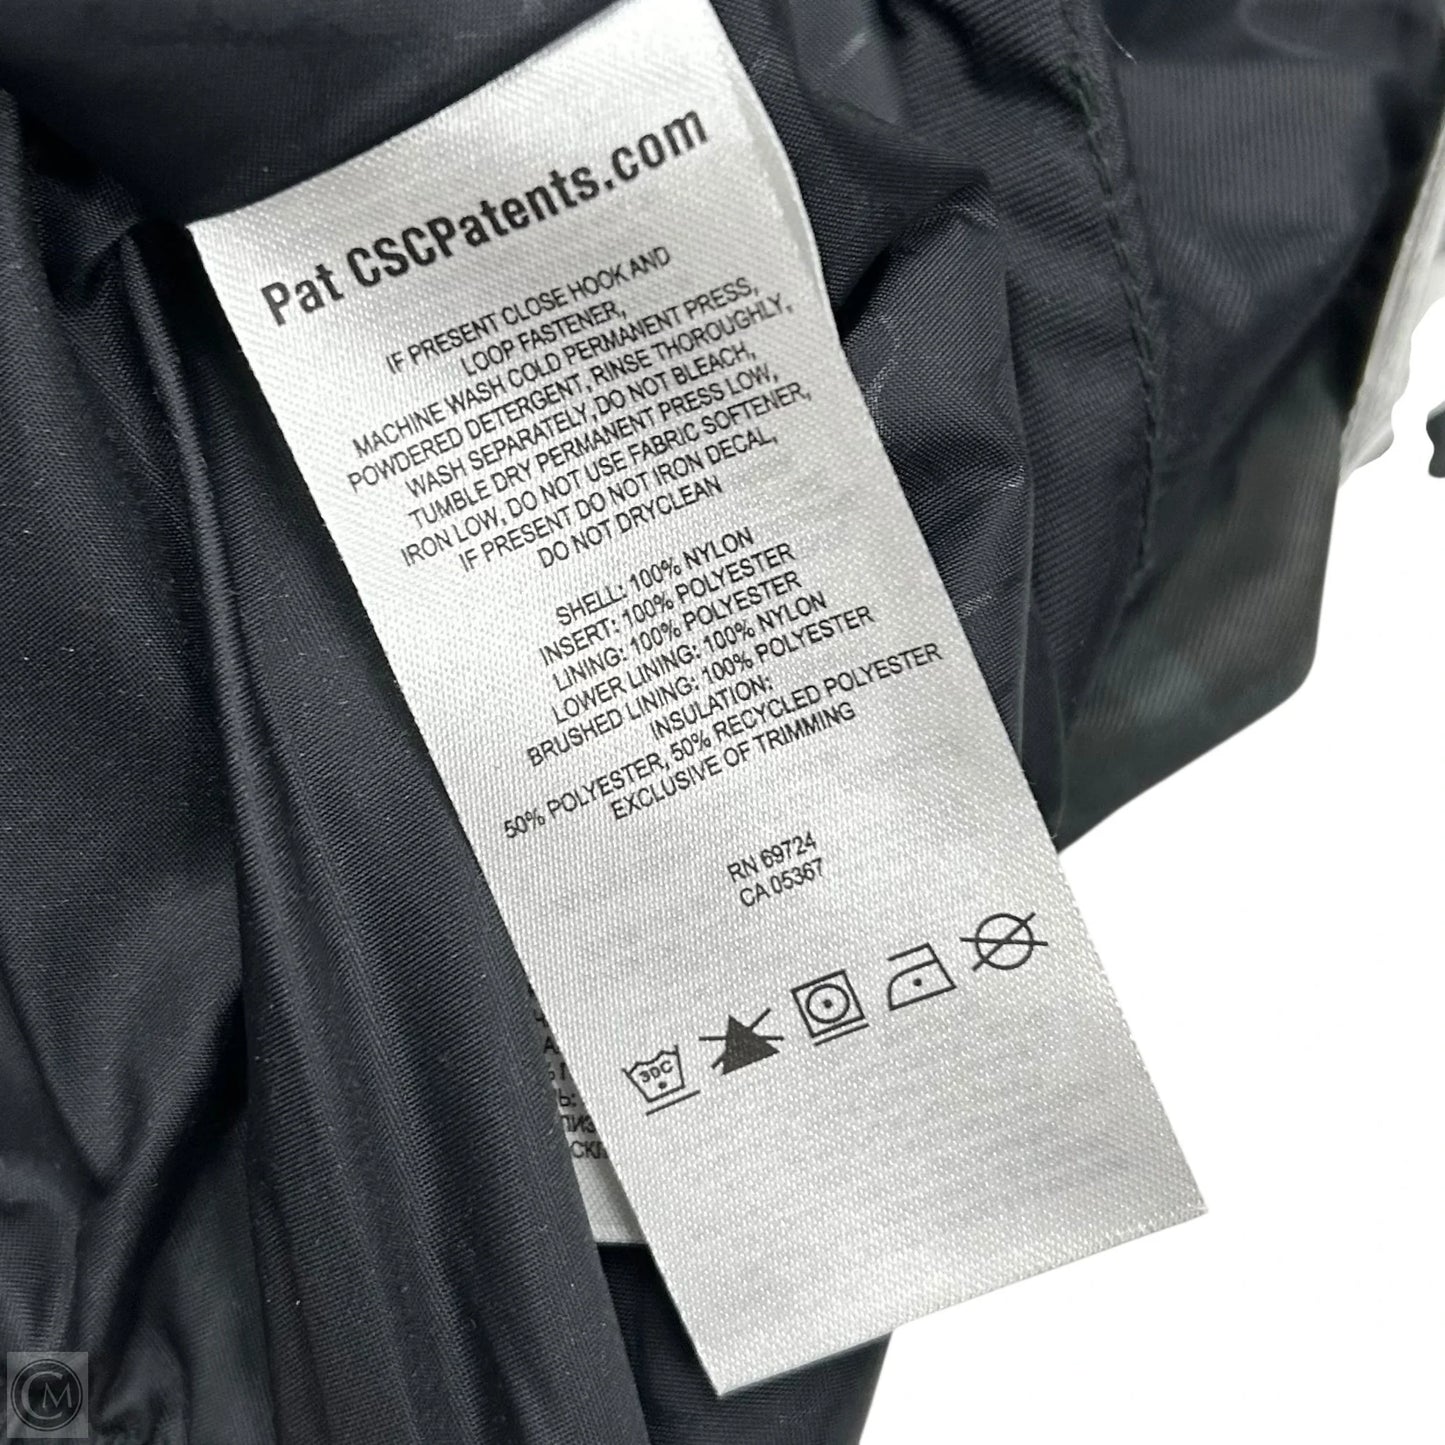 Pat CSCPatents.com
IF PRESENT CLOSE HOOK AND
LOOP FASTENER,
MACHINE WASH COLD PERMANENT PRESS,
POWDERED DETERGENT, RINSE THOROUGHLY,
WASH SEPARATELY, DO NOT BLEACH,
TUMBLE DRY PERMANENT PRESS LOW,
IRON LOW, DO NOT USE FABRIC SOFTENER,
IF PRESENT DO NOT IRON DECAL,
DO NOT DRYCLEAN
SHELL: 100% NYLON
INSERT: 100% POLYESTER
LINING: 100% POLYESTER
LOWER LINING: 100% NYLON
BRUSHED LINING: 100% POLYESTER
INSULATION:
50% POLYESTER, 50% RECYCLED POLYESTER
EXCLUSIVE OF TRIMMING
RN 69724
CA 05367
30C
CM